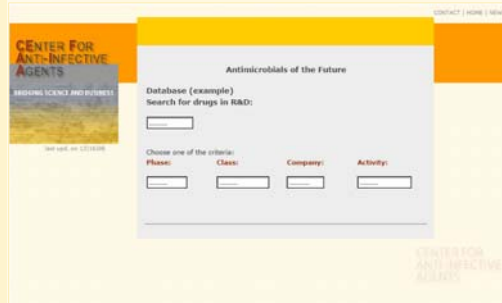 CONTACT | HOME | NEW
CENTER FOR
ANTI-INFECTIVE
AGENTS
BRIDGING SCIENCE AND BUSINESS
Antimicrobials of the Future
Database (example)
Search for drugs in R&D:
Choose one of the criteria:
Phase: Class: Company: Activity:
CENTER FOR
ANTI-INFECTIVE
AGENTS